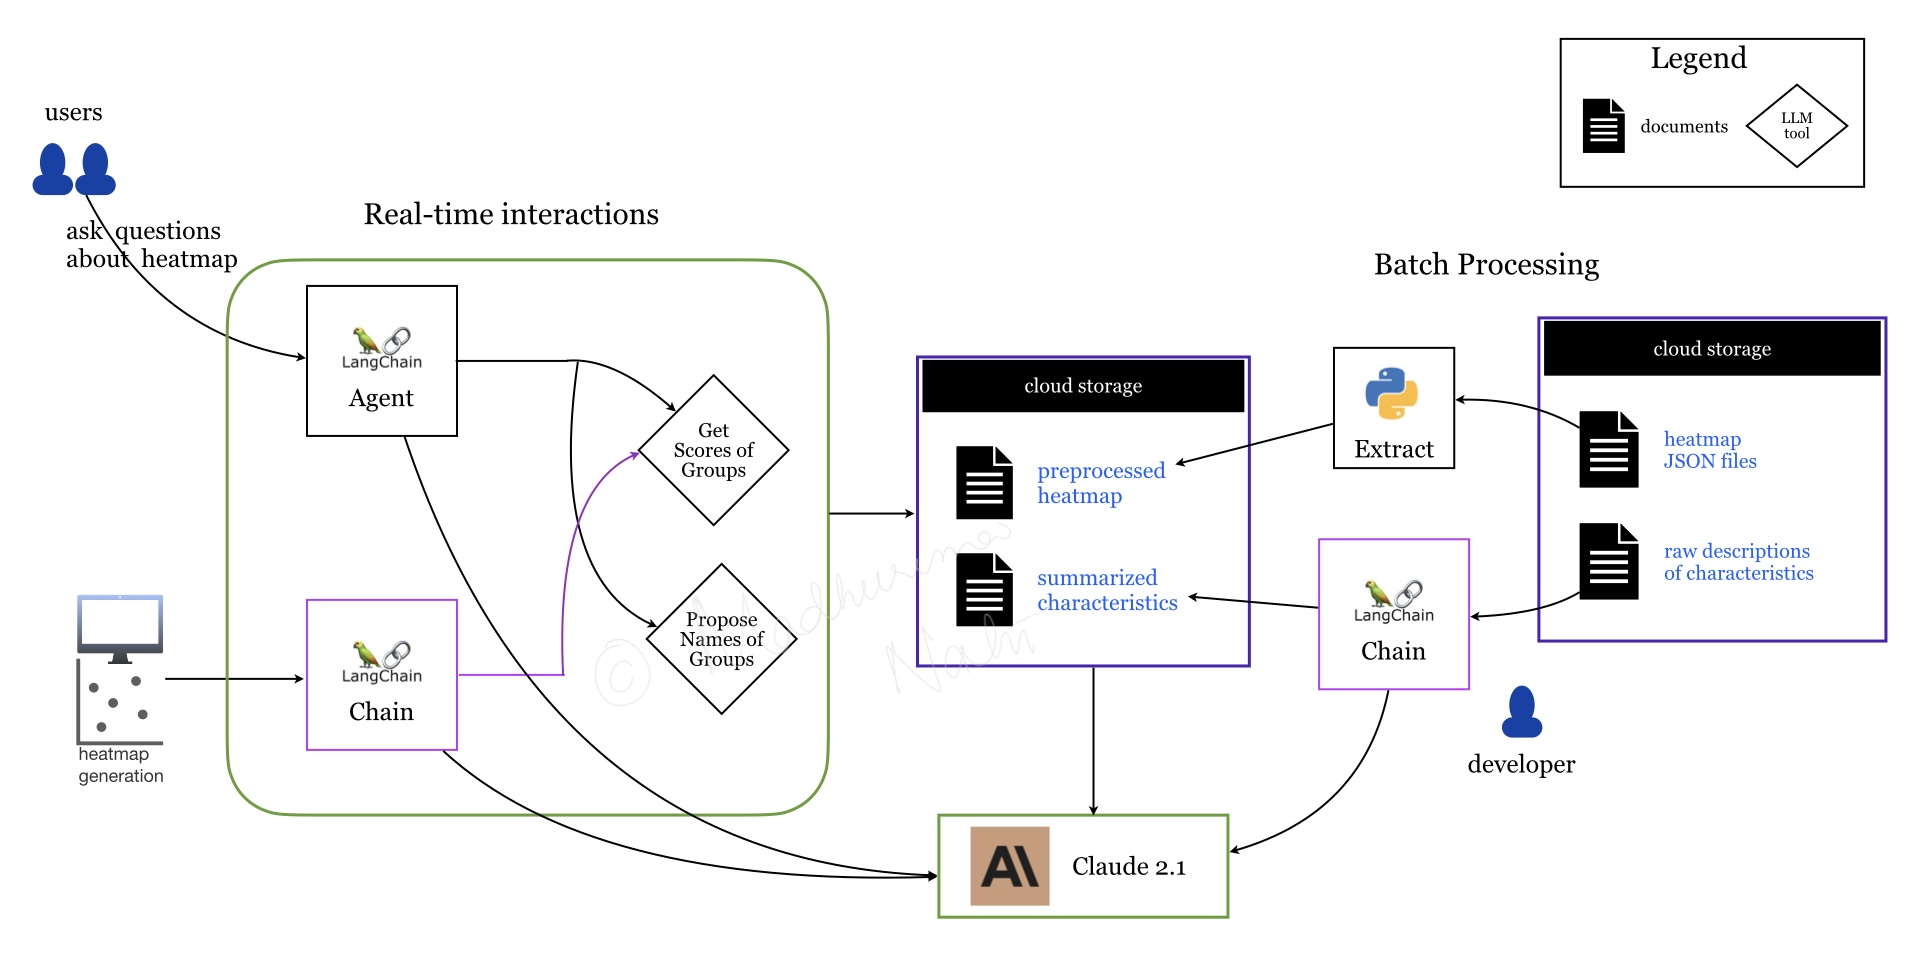 Legend
documents
LLM
tool
users
ask questions
about heatmap
Real-time interactions
Batch Processing
LangChain
Agent
Get
Scores of
Groups
Propose
Names of
Groups
LangChain
Chain
heatmap
generation
cloud storage
preprocessed
heatmap
summarized
characteristics
Extract
cloud storage
heatmap
JSON files
raw descriptions
of characteristics
LangChain
Chain
developer
AI
Claude 2.1
© Madhurima
Nath